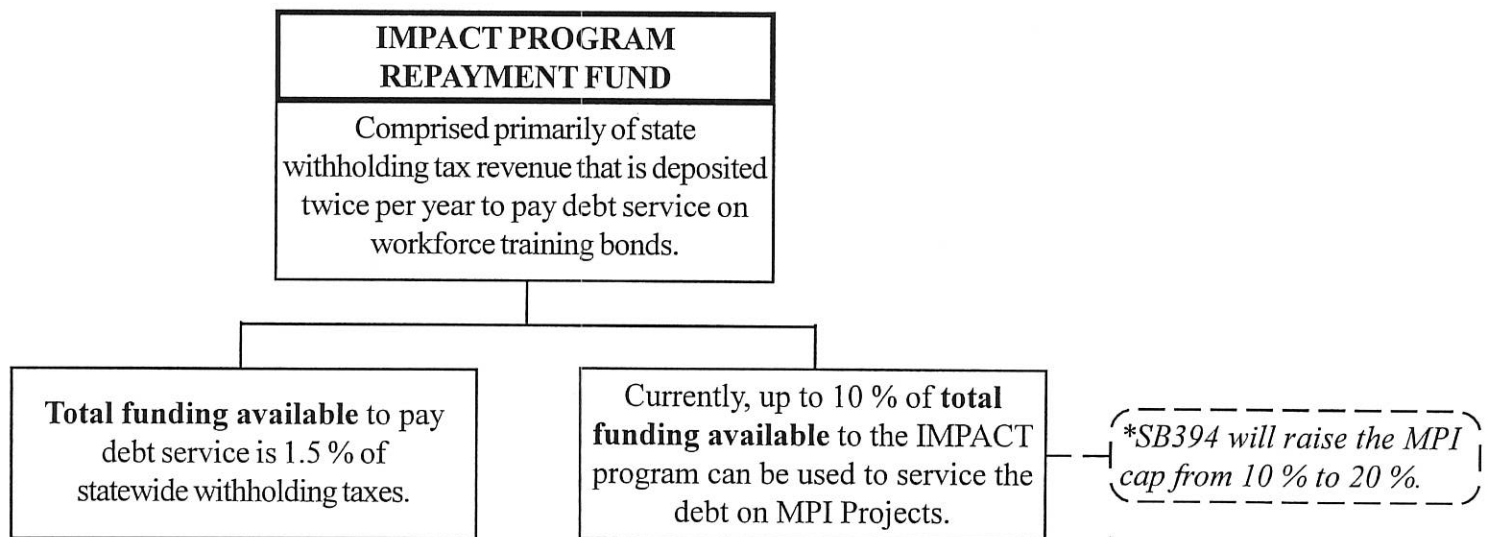 IMPACT PROGRAM
REPAYMENT FUND
Comprised primarily of state
withholding tax revenue that is deposited
twice per year to pay debt service on
workforce training bonds.
Total funding available to pay
debt service is 1.5 % of
statewide withholding taxes.
Currently, up to 10 % of total
funding available to the IMPACT
program can be used to service the
debt on MPI Projects.
*SB394 will raise the MPI
cap from 10 % to 20 %.